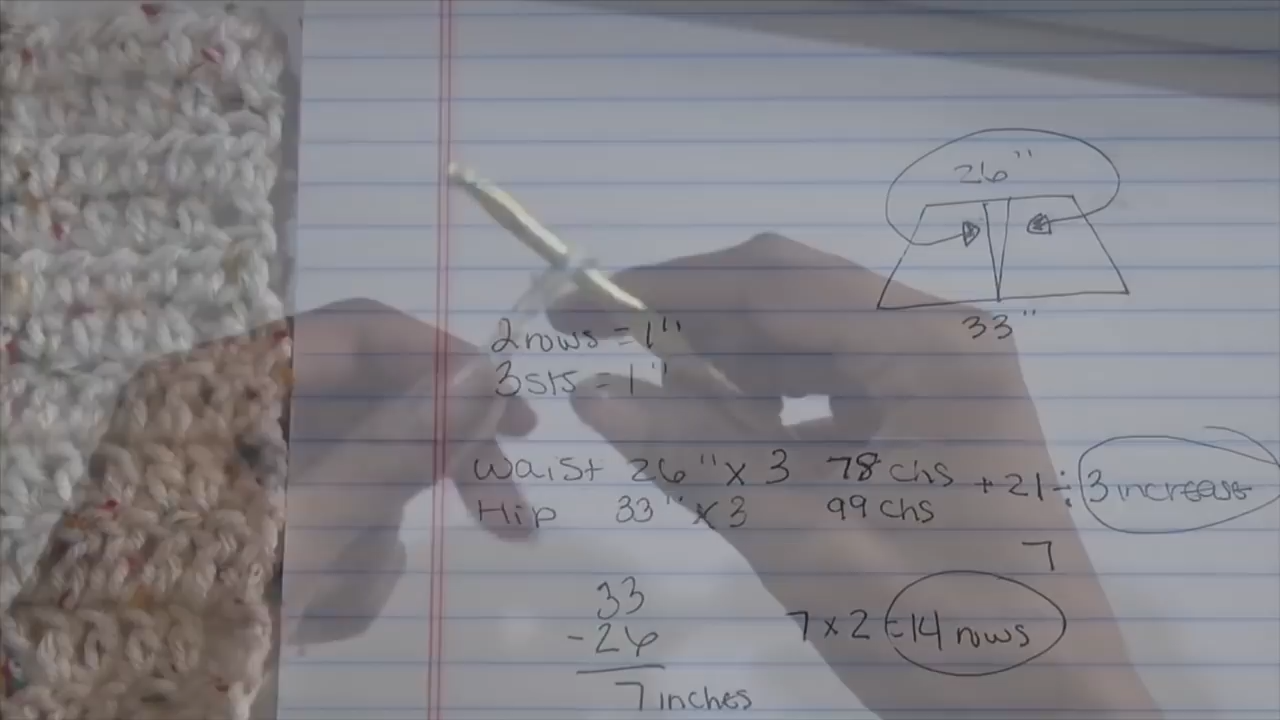 26"
33"
2 rows = 1"
3 sts = 1"
Waist 26" x 3 78 chs + 21 ÷ 3 increase
Hip 33" x 3 99 chs
7
33
-26
7 inches
7 x 2 = 14 rows